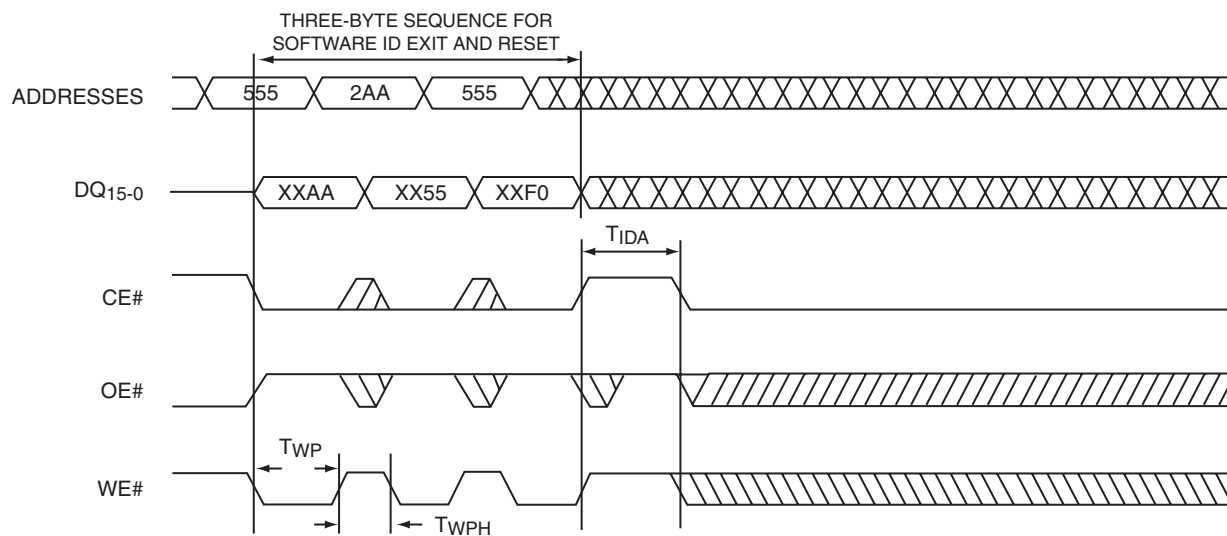 THREE-BYTE SEQUENCE FOR
SOFTWARE ID EXIT AND RESET
ADDRESSES 555 2AA 555
DQ15-0 XXAA XX55 XXF0
TIDA
CE#
OE#
TWP
WE#
TWPH